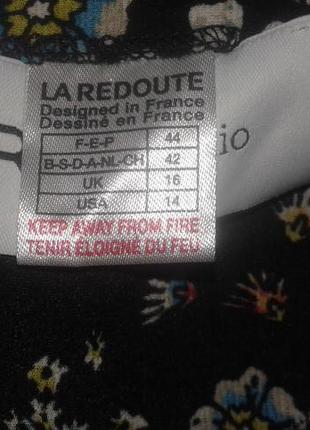 LA REDOUTE
Designed in France
Dessiné en France
F-E-P 44
B-S-D-A-NL-CH 42
UK 16
USA 14
KEEP AWAY FROM FIRE
TENIR ÉLOIGNÉ DU FEU
io